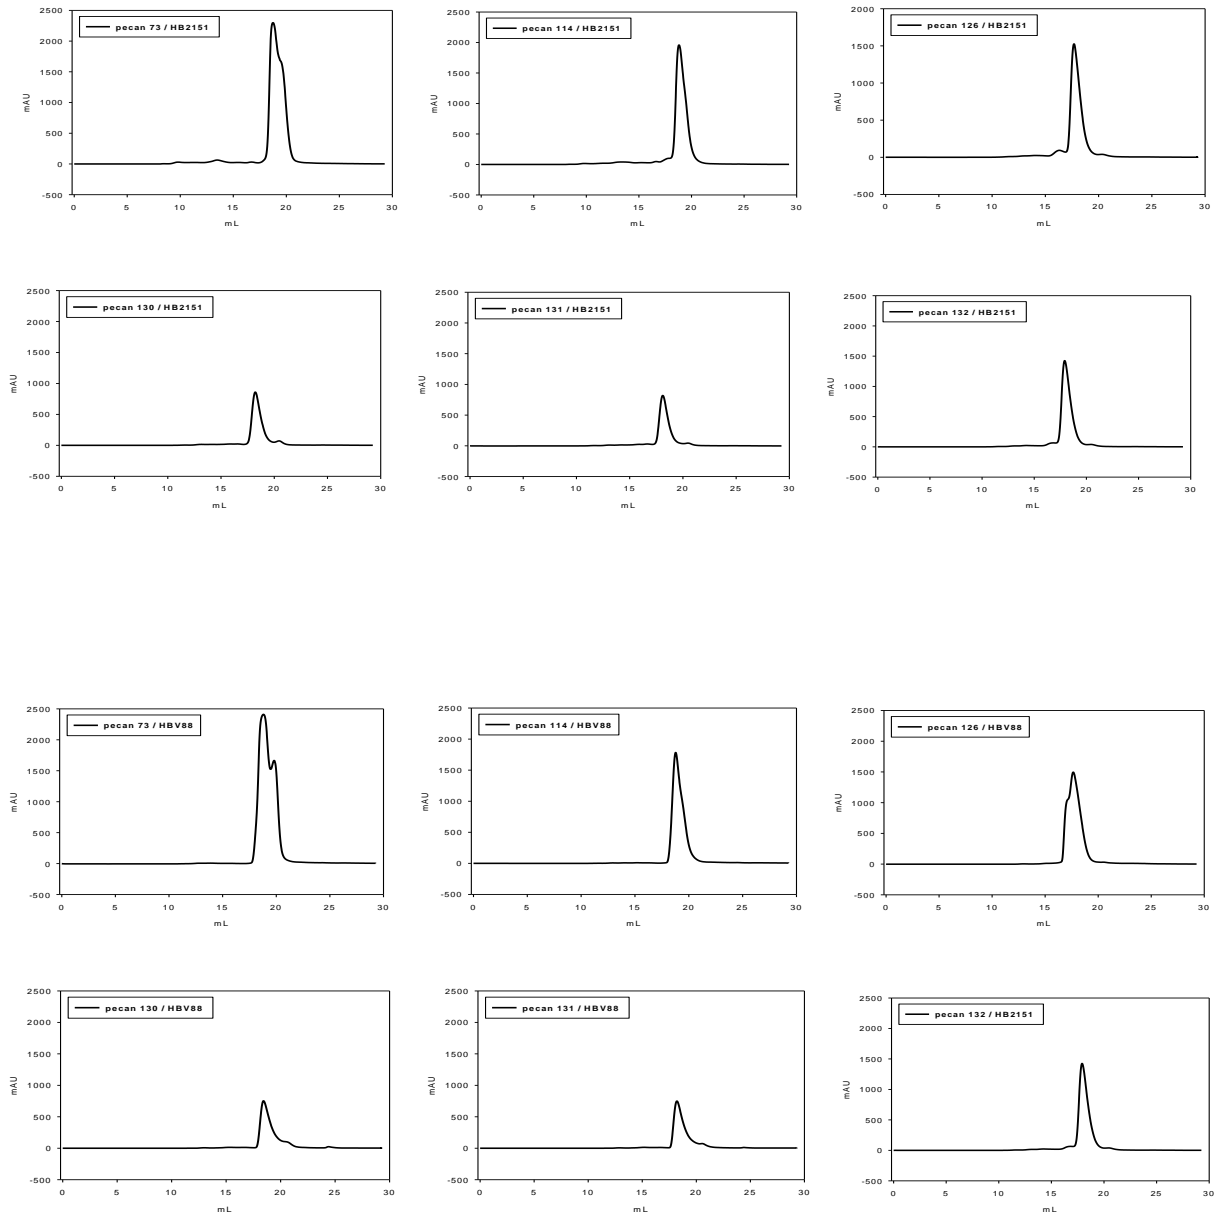 pecan 73 / HB2151
2500
2000
1500
1000
500
0
-500
mAU
0 5 10 15 20 25 30
mL
pecan 114 / HB2151
2500
2000
1500
1000
500
0
-500
mAU
0 5 10 15 20 25 30
mL
pecan 126 / HB2151
2000
1500
1000
500
0
-500
mAU
0 5 10 15 20 25 30
mL
pecan 130 / HB2151
2500
2000
1500
1000
500
0
-500
mAU
0 5 10 15 20 25 30
mL
pecan 131 / HB2151
2500
2000
1500
1000
500
0
-500
mAU
0 5 10 15 20 25 30
mL
pecan 132 / HB2151
2500
2000
1500
1000
500
0
-500
mAU
0 5 10 15 20 25 30
mL
pecan 73 / HBV88
2500
2000
1500
1000
500
0
-500
mAU
0 5 10 15 20 25 30
mL
pecan 114 / HBV88
2500
2000
1500
1000
500
0
-500
mAU
0 5 10 15 20 25 30
mL
pecan 126 / HBV88
2500
2000
1500
1000
500
0
-500
mAU
0 5 10 15 20 25 30
mL
pecan 130 / HBV88
2500
2000
1500
1000
500
0
-500
mAU
0 5 10 15 20 25 30
mL
pecan 131 / HBV88
2500
2000
1500
1000
500
0
-500
mAU
0 5 10 15 20 25 30
mL
pecan 132 / HB2151
2500
2000
1500
1000
500
0
-500
mAU
0 5 10 15 20 25 30
mL